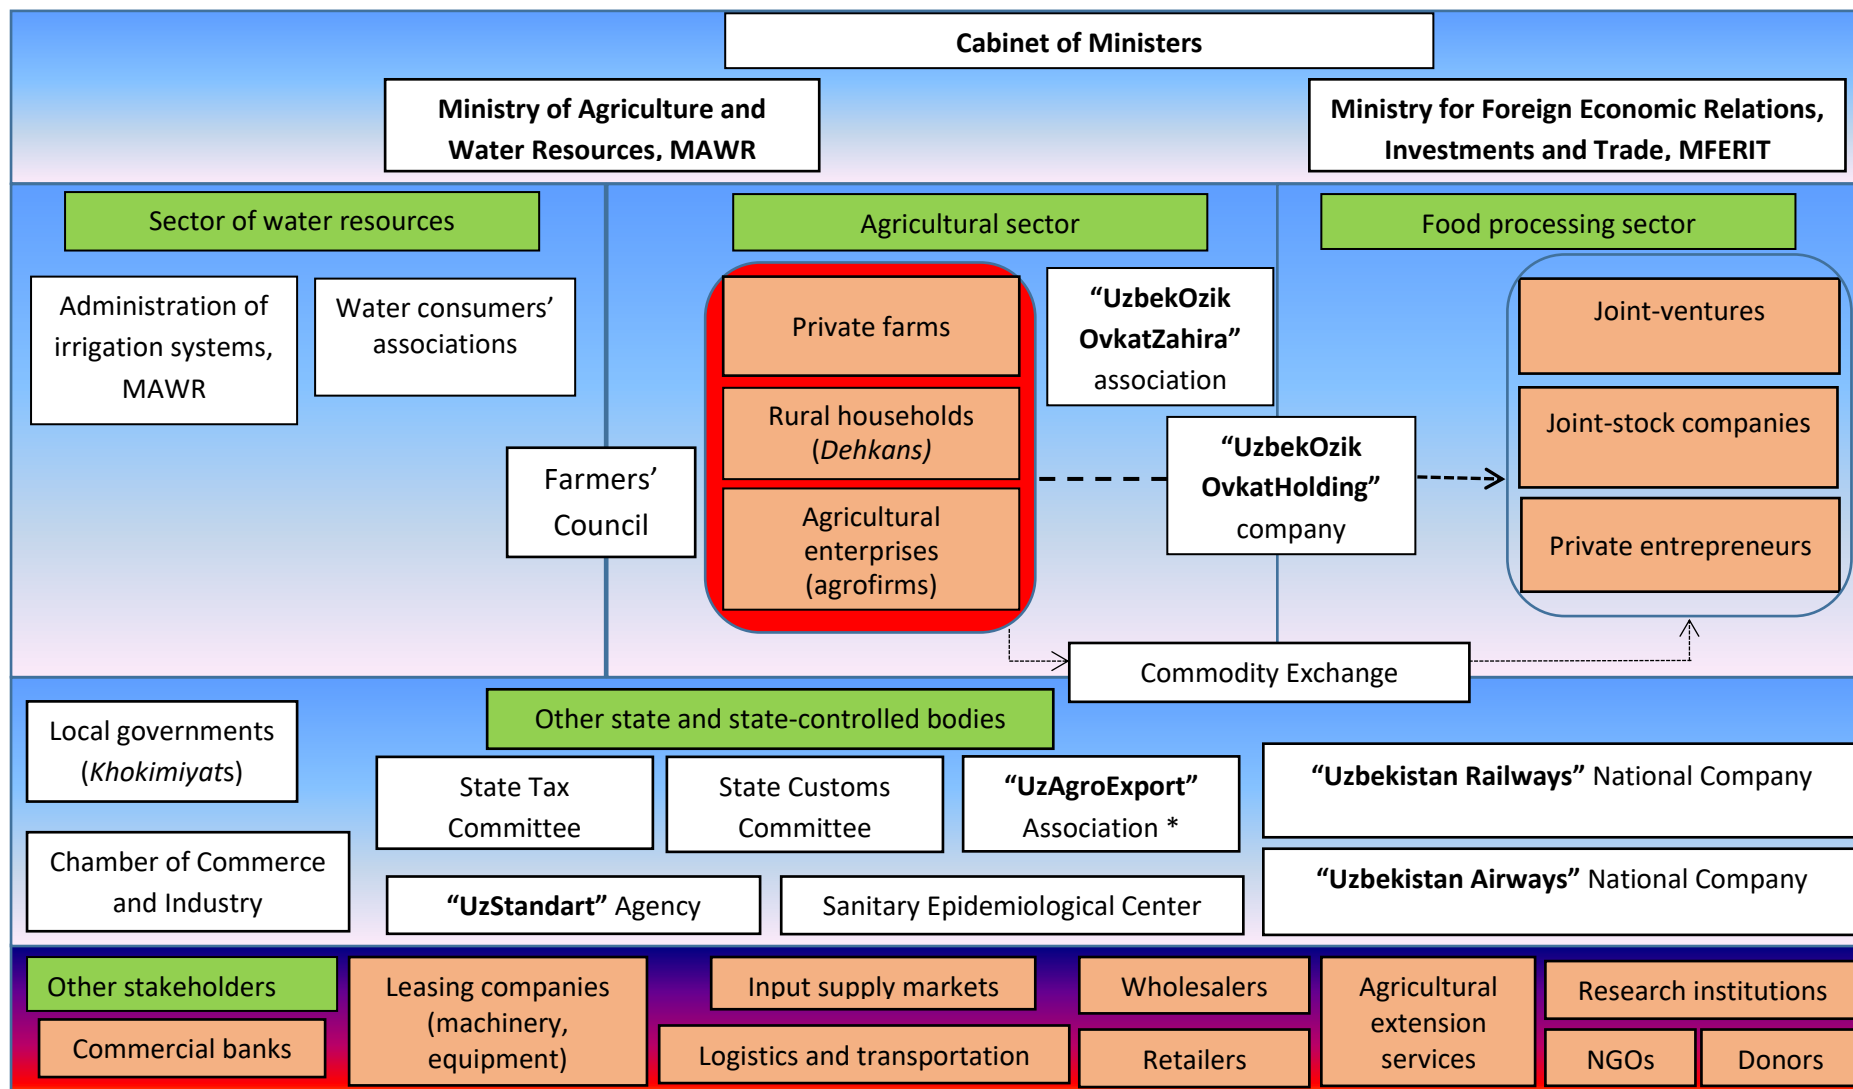 Cabinet of Ministers
Ministry of Agriculture and
Water Resources, MAWR
Ministry for Foreign Economic Relations,
Investments and Trade, MFERIT
Sector of water resources
Agricultural sector
Food processing sector
Administration of
irrigation systems,
MAWR
Water consumers’
associations
Farmers’
Council
Private farms
Rural households
(Dehkans)
Agricultural
enterprises
(agrofirms)
“UzbekOzik
OvkatZahira”
association
“UzbekOzik
OvkatHolding”
company
Joint-ventures
Joint-stock companies
Private entrepreneurs
Commodity Exchange
Other state and state-controlled bodies
Local governments
(Khokimiyats)
Chamber of Commerce
and Industry
State Tax
Committee
State Customs
Committee
“UzAgroExport”
Association *
“Uzbekistan Railways” National Company
“UzStandart” Agency
Sanitary Epidemiological Center
“Uzbekistan Airways” National Company
Other stakeholders
Commercial banks
Leasing companies
(machinery,
equipment)
Input supply markets
Logistics and transportation
Wholesalers
Retailers
Agricultural
extension
services
Research institutions
NGOs
Donors